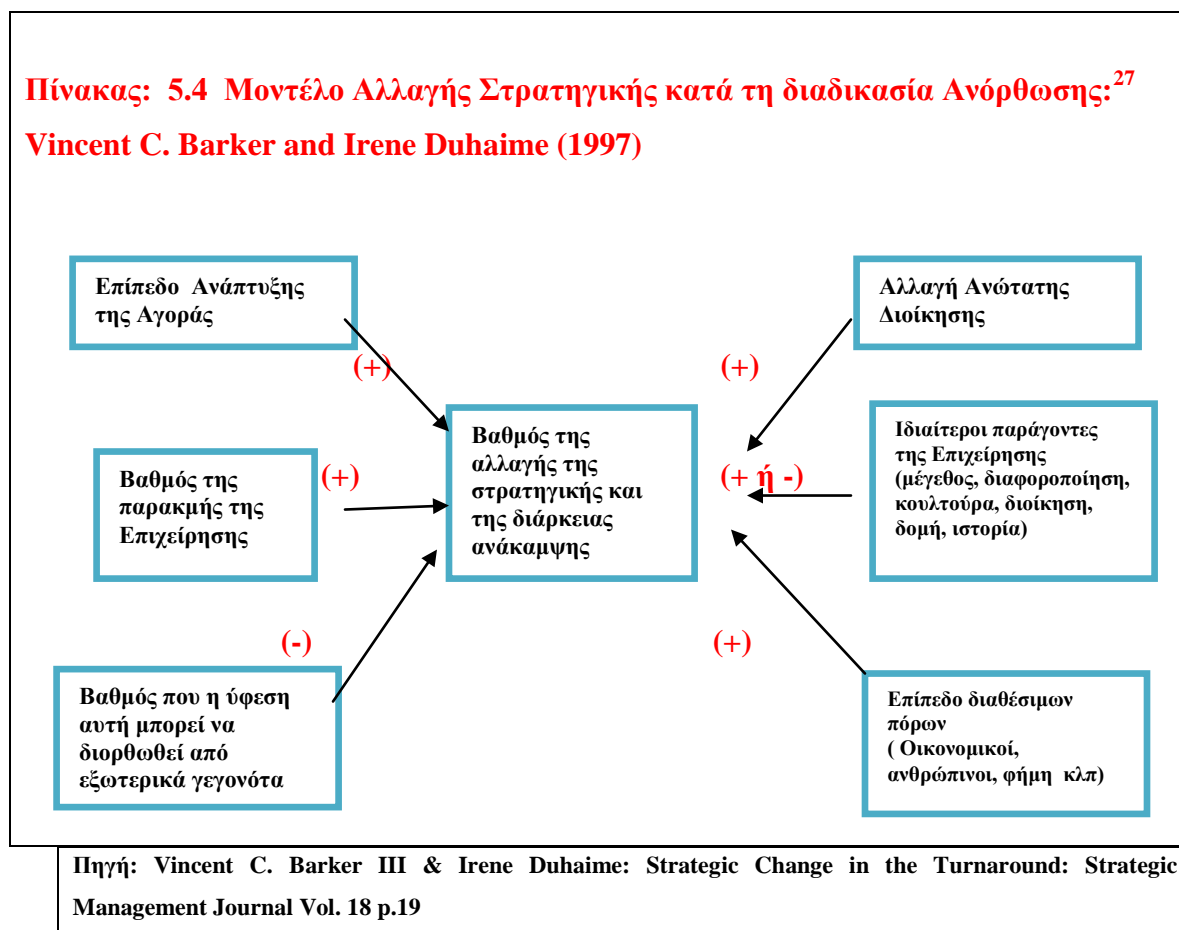 Πίνακας: 5.4 Μοντέλο Αλλαγής Στρατηγικής κατά τη διαδικασία Ανόρθωσης:27
Vincent C. Barker and Irene Duhaime (1997)
Επίπεδο Ανάπτυξης
της Αγοράς
(+)
Βαθμός της
παρακμής της
Επιχείρησης
(+)
Βαθμός που η ύφεση
αυτή μπορεί να
διορθωθεί από
εξωτερικά γεγονότα
(-)
Βαθμός της
αλλαγής της
στρατηγικής και
της διάρκειας
ανάκαμψης
Αλλαγή Ανώτατης
Διοίκησης
(+)
Ιδιαίτεροι παράγοντες
της Επιχείρησης
(μέγεθος, διαφοροποίηση,
κουλτούρα, διοίκηση,
δομή, ιστορία)
(+ ή -)
Επίπεδο διαθέσιμων
πόρων
( Οικονομικοί,
ανθρώπινοι, φήμη κλπ)
(+)
Πηγή: Vincent C. Barker III & Irene Duhaime: Strategic Change in the Turnaround: Strategic
Management Journal Vol. 18 p.19